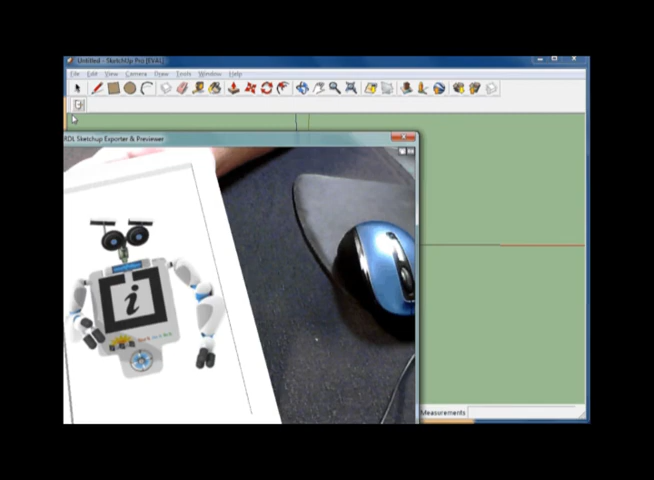 Untitled - SketchUp Pro (EVAL)
File Edit View Camera Draw Tools Window Help
RDL Sketchup Exporter & Previewer
i
Measurements